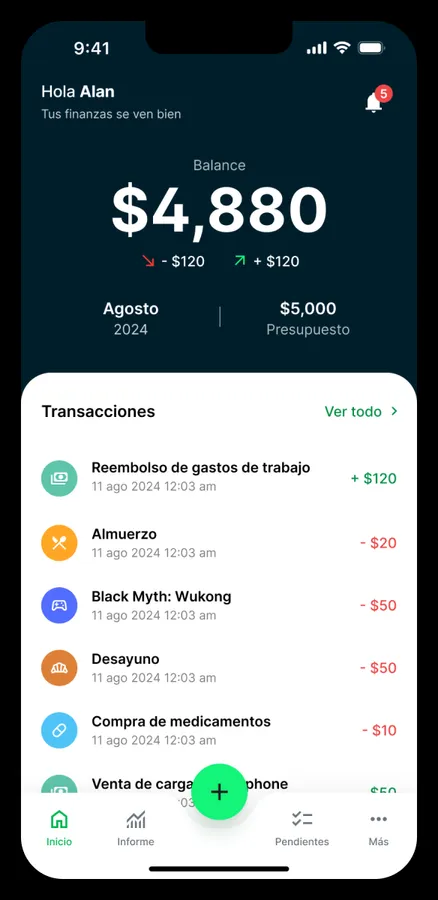 9:41
Hola Alan
5
Tus finanzas se ven bien
Balance
$4,880
- $120 + $120
Agosto $5,000
2024 Presupuesto
Transacciones Ver todo
Reembolso de gastos de trabajo + $120
11 ago 2024 12:03 am
Almuerzo - $20
11 ago 2024 12:03 am
Black Myth: Wukong - $50
11 ago 2024 12:03 am
Desayuno - $50
11 ago 2024 12:03 am
Compra de medicamentos - $10
11 ago 2024 12:03 am
Venta de phone $50
+
Inicio Informe Pendientes Más